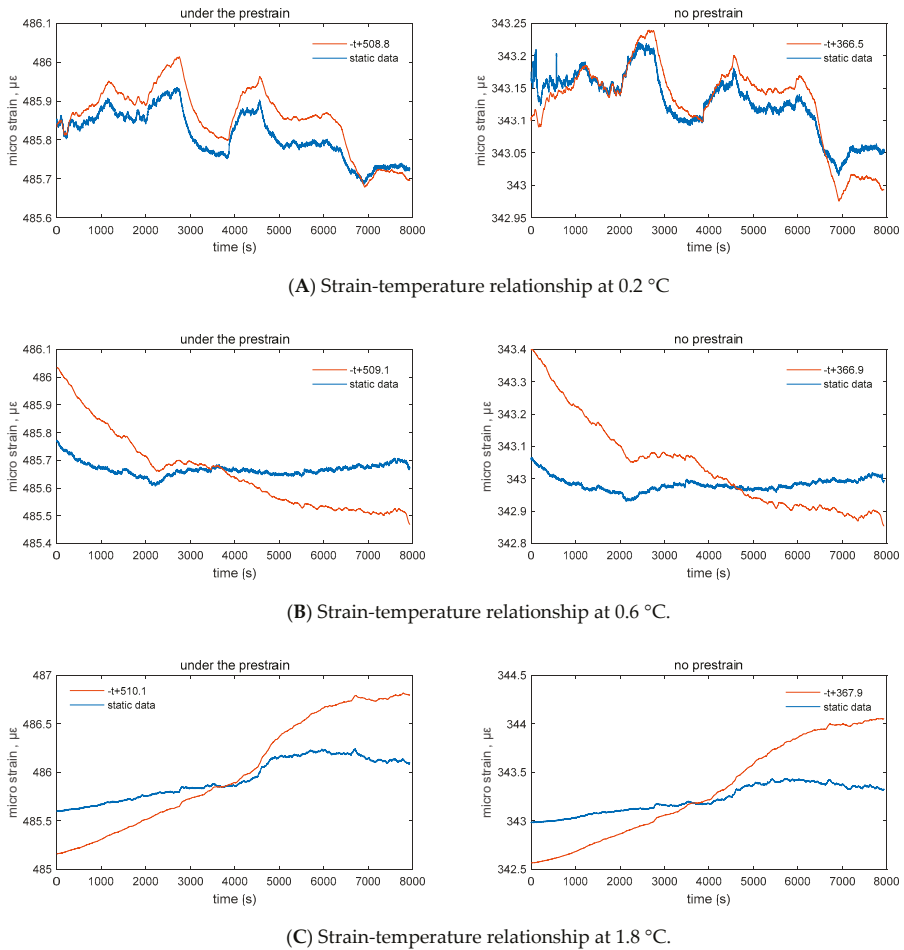 under the prestrain
no prestrain
486.1
486
485.9
485.8
485.7
485.6
micro strain , με
-t+508.8
static data
0 1000 2000 3000 4000 5000 6000 7000 8000
time (s)
343.25
343.2
343.15
343.1
343.05
343
342.95
micro strain , με
-t+366.5
static data
0 1000 2000 3000 4000 5000 6000 7000 8000
time (s)
(A) Strain-temperature relationship at 0.2 °C
under the prestrain
no prestrain
486.1
486
485.9
485.8
485.7
485.6
485.5
485.4
micro strain , με
-t+509.1
static data
0 1000 2000 3000 4000 5000 6000 7000 8000
time (s)
343.4
343.3
343.2
343.1
343
342.9
342.8
micro strain , με
-t+366.9
static data
0 1000 2000 3000 4000 5000 6000 7000 8000
time (s)
(B) Strain-temperature relationship at 0.6 °C.
under the prestrain
no prestrain
487
486.5
486
485.5
485
micro strain , με
-t+510.1
static data
0 1000 2000 3000 4000 5000 6000 7000 8000
time (s)
344.5
344
343.5
343
342.5
micro strain , με
-t+367.9
static data
0 1000 2000 3000 4000 5000 6000 7000 8000
time (s)
(C) Strain-temperature relationship at 1.8 °C.